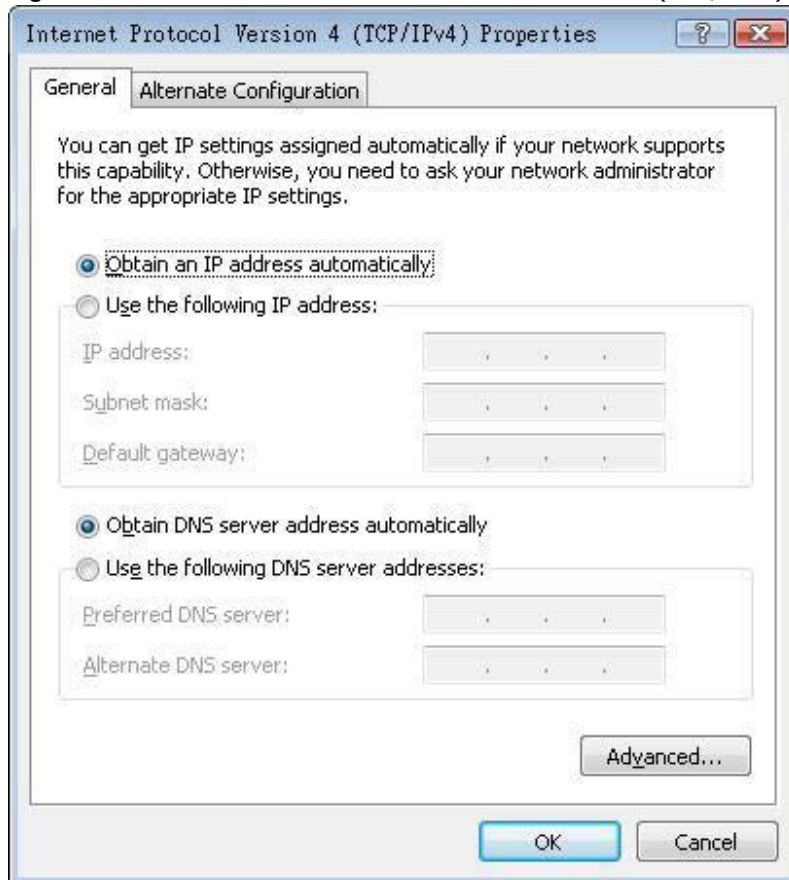 Internet Protocol Version 4 (TCP/IPv4) Properties
General
Alternate Configuration
You can get IP settings assigned automatically if your network supports
this capability. Otherwise, you need to ask your network administrator
for the appropriate IP settings.
Obtain an IP address automatically
Use the following IP address:
IP address:
Subnet mask:
Default gateway:
Obtain DNS server address automatically
Use the following DNS server addresses:
Preferred DNS server:
Alternate DNS server:
Advanced...
OK
Cancel